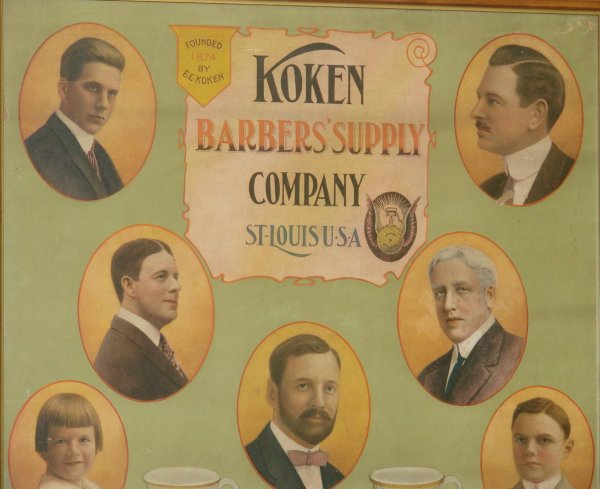 FOUNDED
1874
BY
E.E.KOKEN
KOKEN
BARBERS' SUPPLY
COMPANY
ST. LOUIS U·S·A